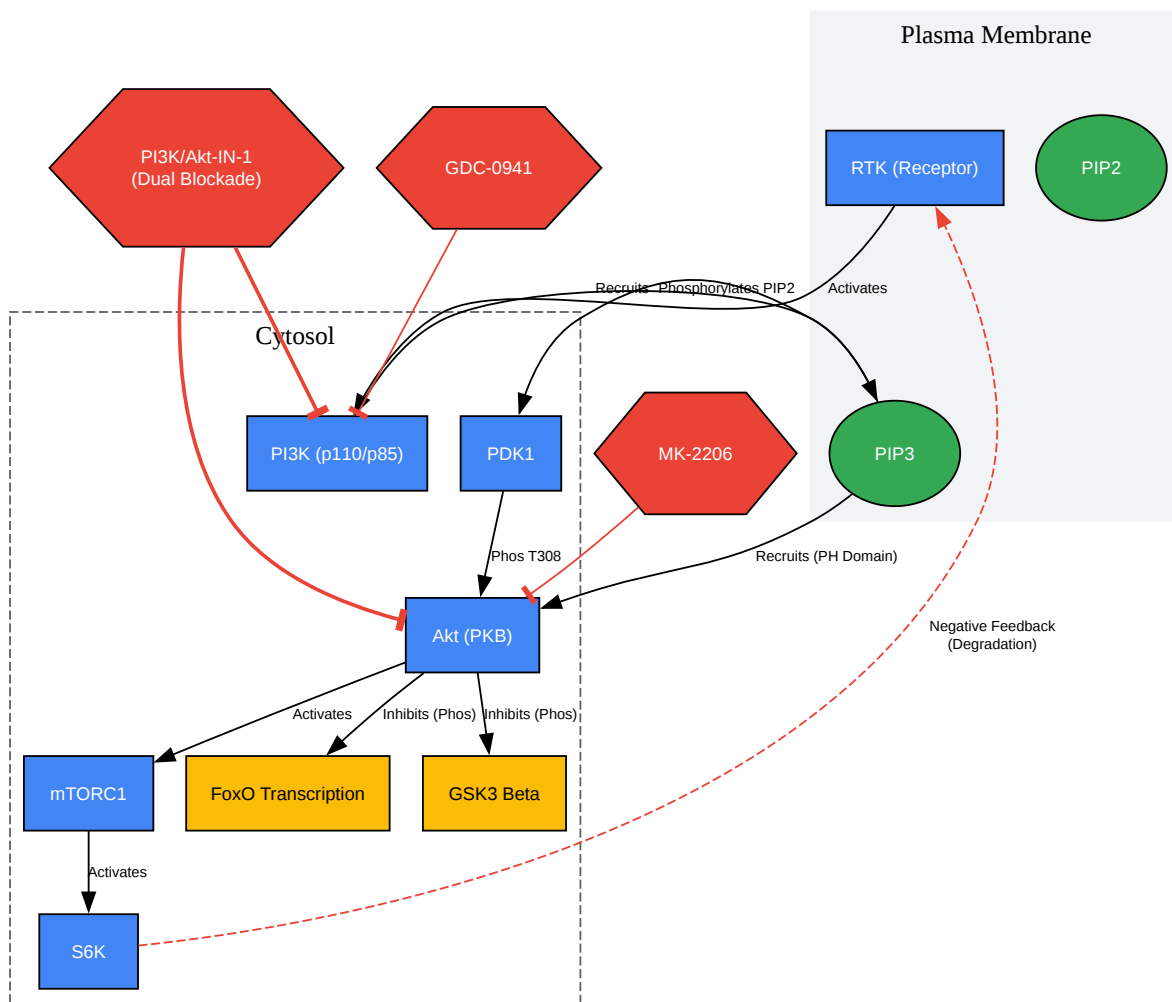 Plasma Membrane
PI3K/Akt-IN-1
(Dual Blockade)
GDC-0941
RTK (Receptor)
PIP2
Recruits
Phosphorylates PIP2
Activates
Cytosol
PI3K (p110/p85)
PDK1
MK-2206
PIP3
Phos T308
Recruits (PH Domain)
Akt (PKB)
Negative Feedback
(Degradation)
Activates
Inhibits (Phos)
Inhibits (Phos)
mTORC1
FoxO Transcription
GSK3 Beta
Activates
S6K